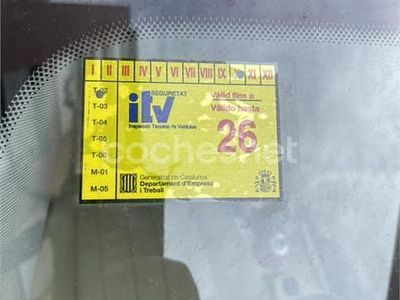 I II III IV V VI VII VIII IX X XI XII
T-02
T-03
T-04
T-05
T-06
M-01
M-05
SEGURETAT
itv
Inspecció Tècnica de Vehicles
Vàlid fins a
Válido hasta
26
coches.net
Generalitat de Catalunya
Departament d'Empresa
i Treball